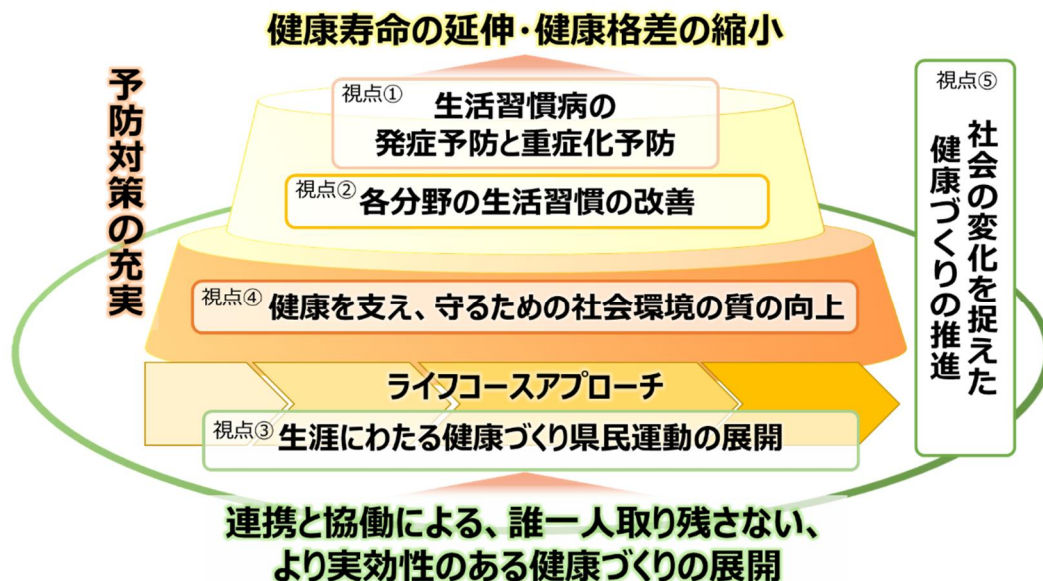 健康寿命の延伸・健康格差の縮小
予防対策の充実
視点①
生活習慣病の
発症予防と重症化予防
視点②
各分野の生活習慣の改善
視点④
健康を支え、守るための社会環境の質の向上
ライフコースアプローチ
視点③
生涯にわたる健康づくり県民運動の展開
視点⑤
社会の変化を捉えた
健康づくりの推進
連携と協働による、誰一人取り残さない、
より実効性のある健康づくりの展開